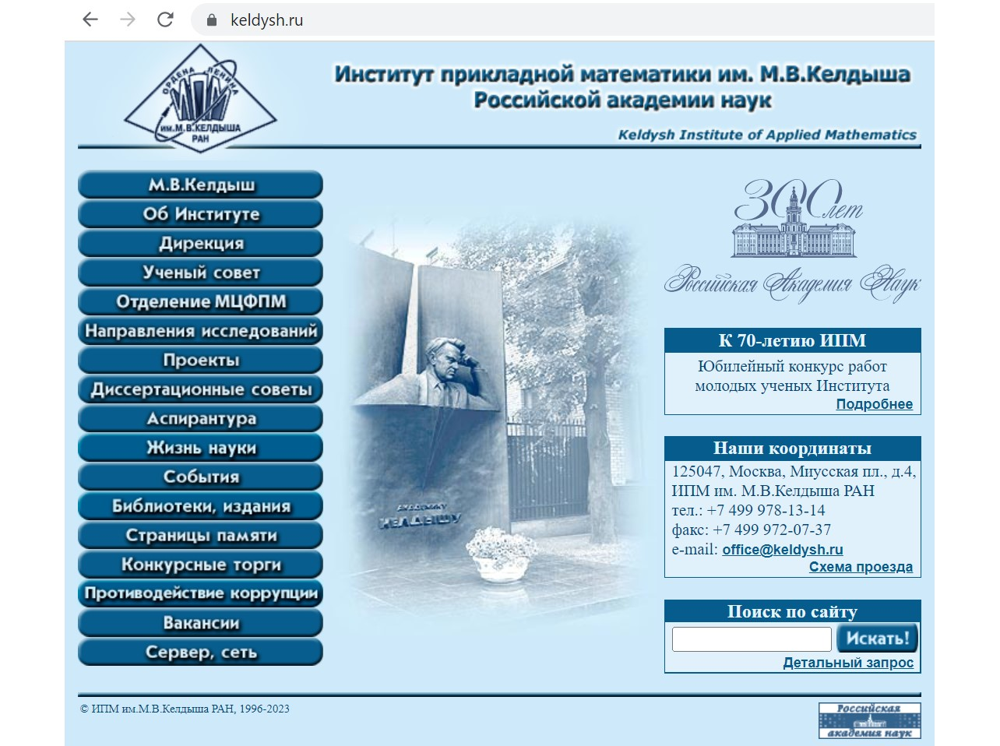 keldysh.ru
ОРДЕНА ЛЕНИНА
ИПМ
им.М.В.КЕЛДЫША
РАН
Институт прикладной математики им. М.В.Келдыша
Российской академии наук
Keldysh Institute of Applied Mathematics
М.В.Келдыш
Об Институте
Дирекция
Ученый совет
Отделение МЦФПМ
Направления исследований
Проекты
Диссертационные советы
Аспирантура
Жизнь науки
События
Библиотеки, издания
Страницы памяти
Конкурсные торги
Противодействие коррупции
Вакансии
Сервер, сеть
АКАДЕМИКУ
КЕЛДЫШУ
300 лет
Российская Академия Наук
К 70-летию ИПМ
Юбилейный конкурс работ
молодых ученых Института
Подробнее
Наши координаты
125047, Москва, Миусская пл., д.4,
ИПМ им. М.В.Келдыша РАН
тел.: +7 499 978-13-14
факс: +7 499 972-07-37
e-mail: office@keldysh.ru
Схема проезда
Поиск по сайту
Искать!
Детальный запрос
© ИПМ им.М.В.Келдыша РАН, 1996-2023
Российская
академия наук